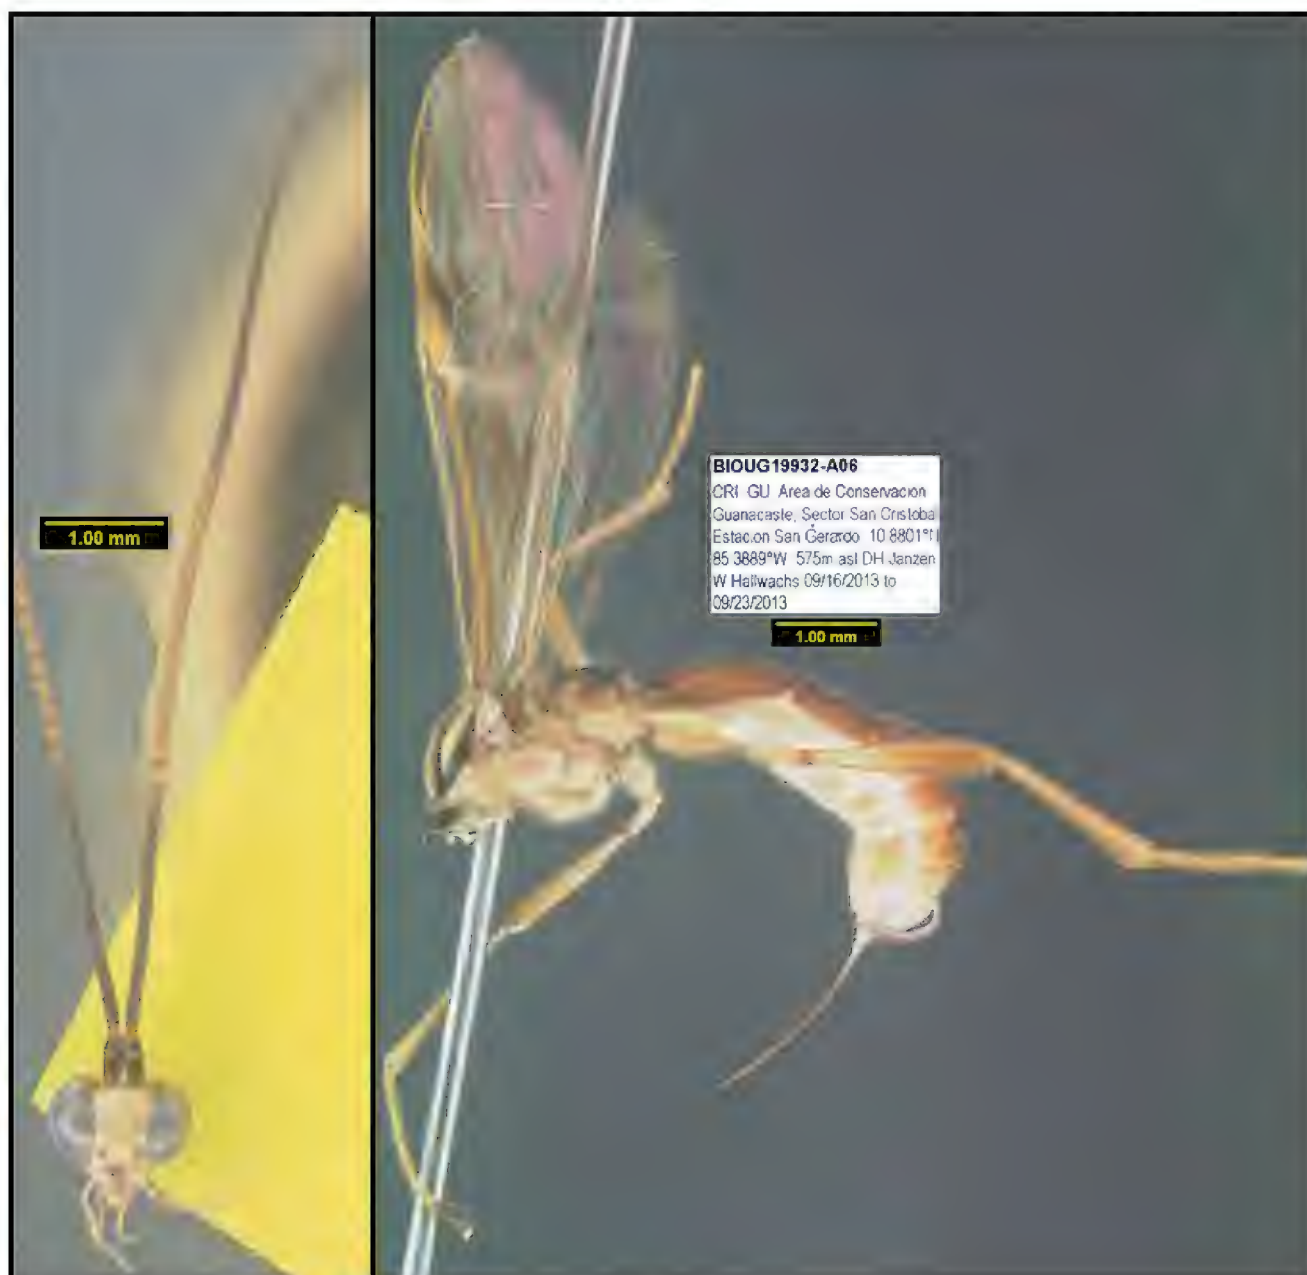 1.00 mm
BIOUG19932-A06
CRI GU Area de Conservacion
Guanacaste, Sector San Cristoba
Estacion San Gerardo 10 8801°N
85 3889°W 575m asl DH Janzen
W Hallwachs 09/16/2013 to
09/23/2013
1.00 mm